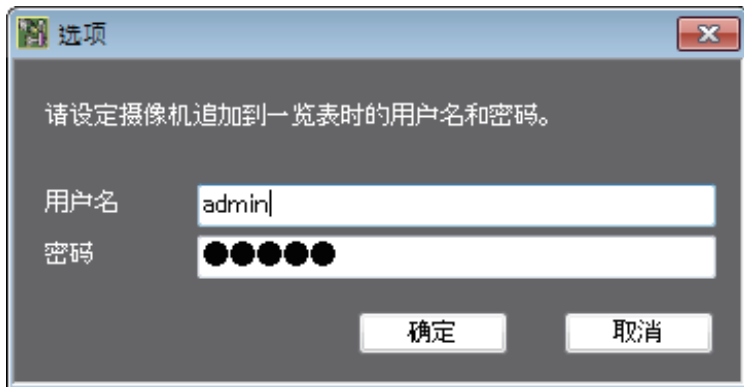 选项
请设定摄像机追加到一览表时的用户名和密码。
用户名 admin
密码 ●●●●●
确定 取消